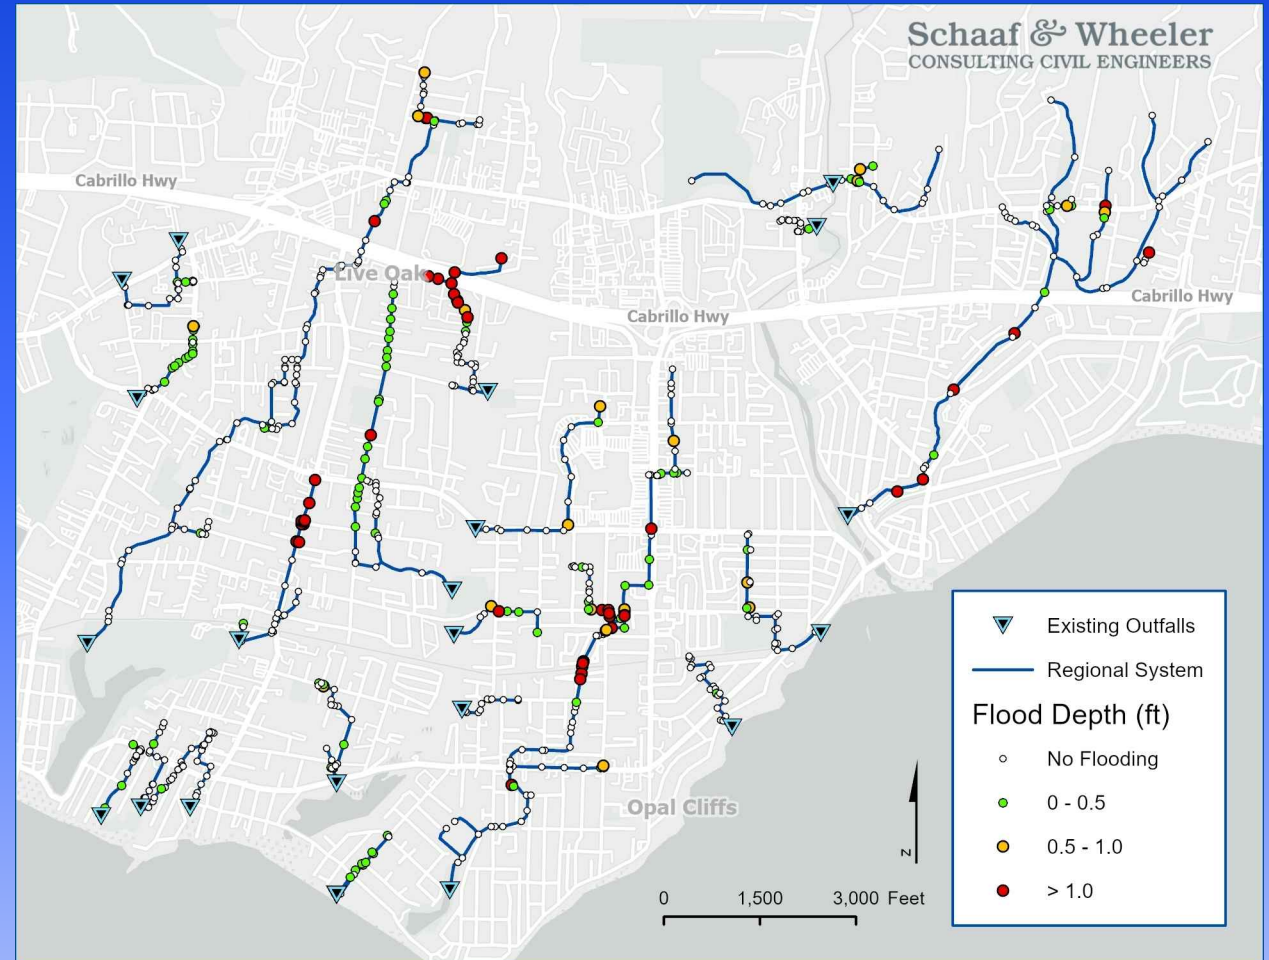 Schaaf & Wheeler
CONSULTING CIVIL ENGINEERS
Cabrillo Hwy
Live Oak
Cabrillo Hwy
Cabrillo Hwy
Existing Outfalls
Regional System
Flood Depth (ft)
No Flooding
0 - 0.5
0.5 - 1.0
> 1.0
Opal Cliffs
N
0 1,500 3,000 Feet